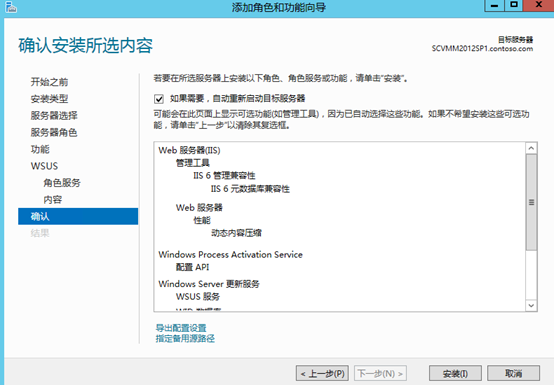 添加角色和功能向导
确认安装所选内容
目标服务器
SCVMM2012SP1.contoso.com
开始之前
安装类型
服务器选择
服务器角色
功能
WSUS
角色服务
内容
确认
结果
若要在所选服务器上安装以下角色、角色服务或功能，请单击“安装”。
如果需要，自动重新启动目标服务器
可能会在此页面上显示可选功能(如管理工具)，因为已自动选择这些功能。如果不希望安装这些可选功
能，请单击“上一步”以清除其复选框。
Web 服务器(IIS)
管理工具
IIS 6 管理兼容性
IIS 6 元数据库兼容性
Web 服务器
性能
动态内容压缩
Windows Process Activation Service
配置 API
Windows Server 更新服务
WSUS 服务
导出配置设置
指定备用源路径
< 上一步(P)
下一步(N) >
安装(I)
取消